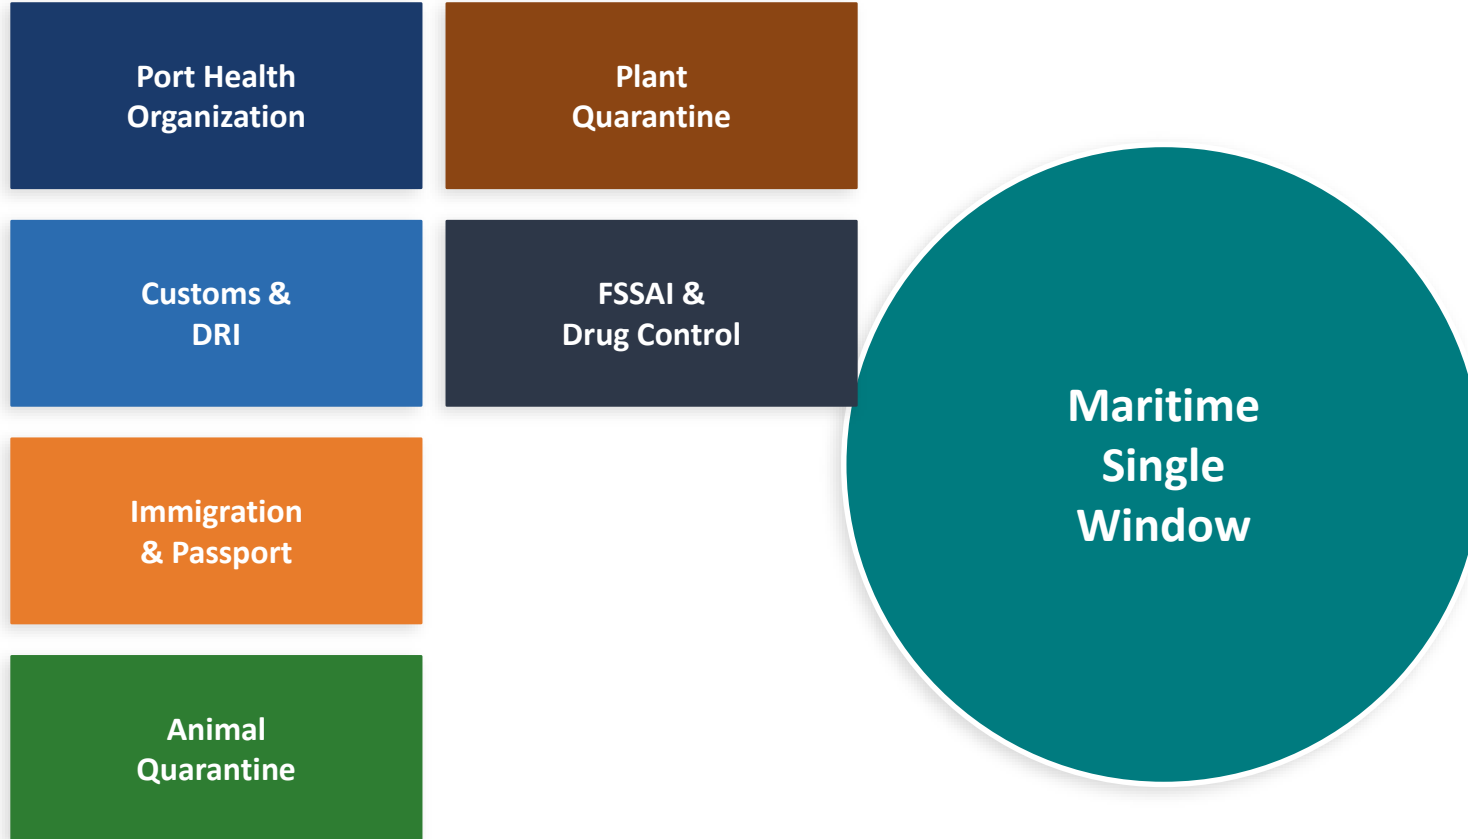 Port Health
Organization
Plant
Quarantine
Customs &
DRI
FSSAI &
Drug Control
Immigration
& Passport
Animal
Quarantine
Maritime
Single
Window